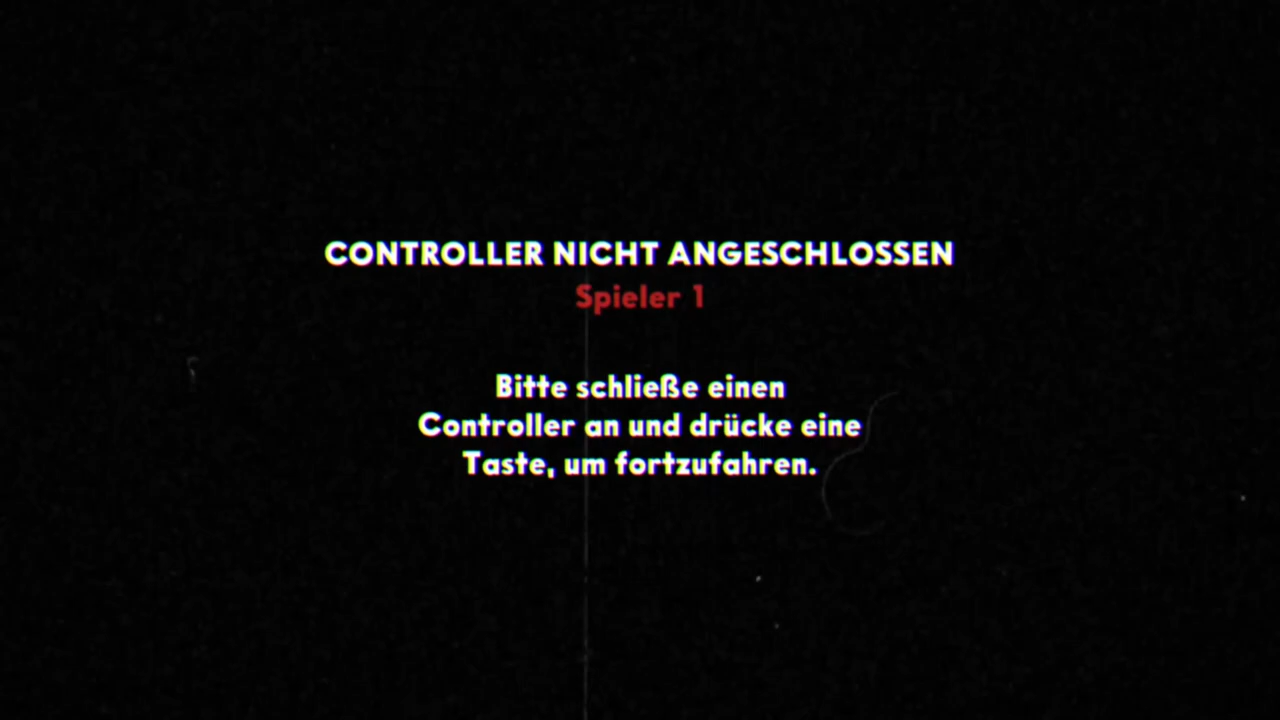 CONTROLLER NICHT ANGESCHLOSSEN
Spieler 1
Bitte schließe einen
Controller an und drücke eine
Taste, um fortzufahren.